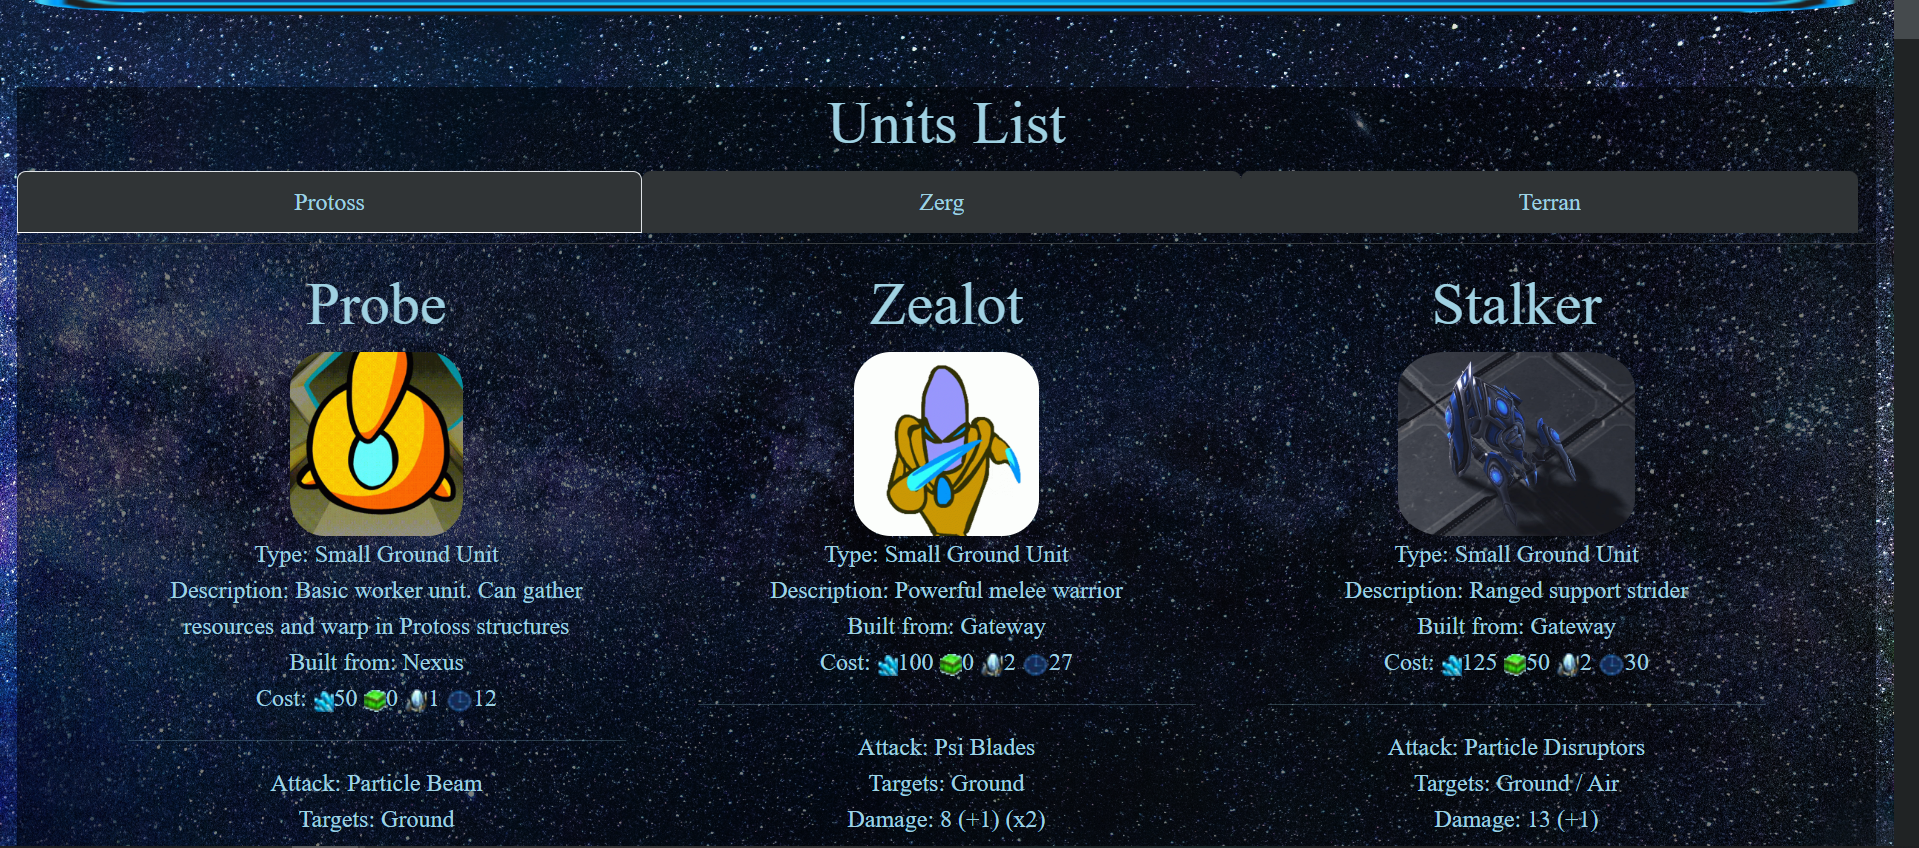 Units List
Protoss
Zerg
Terran
Probe
Type: Small Ground Unit
Description: Basic worker unit. Can gather
resources and warp in Protoss structures
Built from: Nexus
Cost: 50 0 1 12
Attack: Particle Beam
Targets: Ground
Zealot
Type: Small Ground Unit
Description: Powerful melee warrior
Built from: Gateway
Cost: 100 0 2 27
Attack: Psi Blades
Targets: Ground
Damage: 8 (+1) (x2)
Stalker
Type: Small Ground Unit
Description: Ranged support strider
Built from: Gateway
Cost: 125 50 2 30
Attack: Particle Disruptors
Targets: Ground / Air
Damage: 13 (+1)